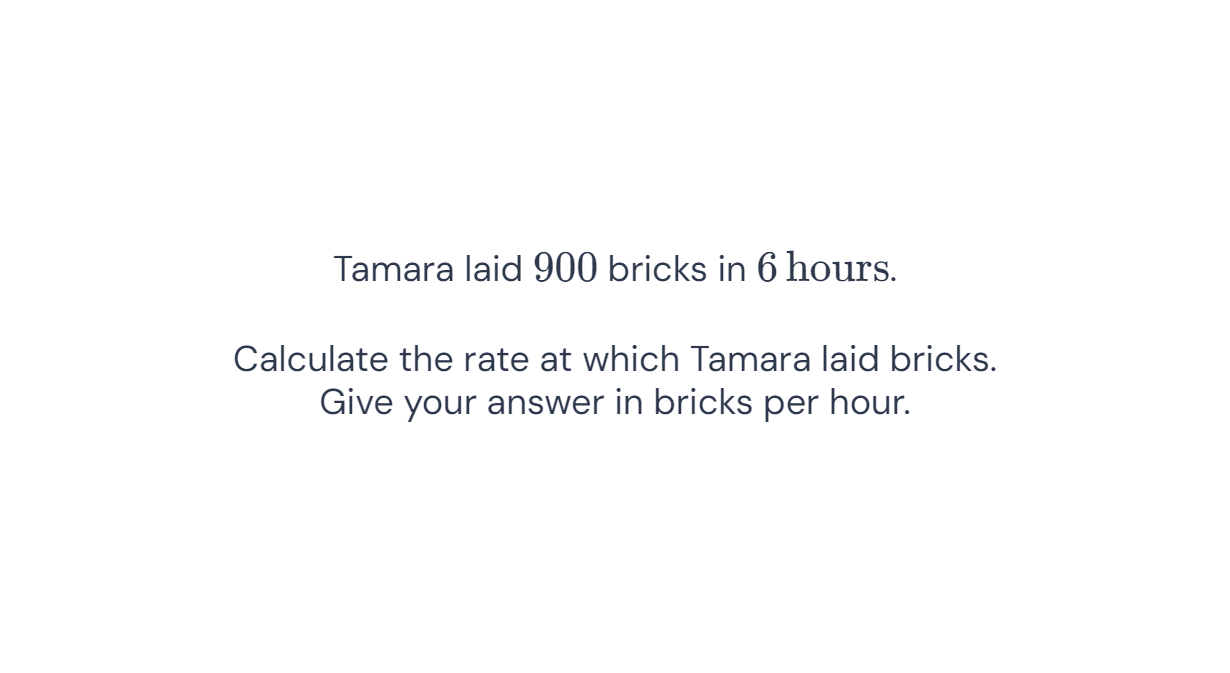 Tamara laid 900 bricks in 6 hours.
Calculate the rate at which Tamara laid bricks.
Give your answer in bricks per hour.